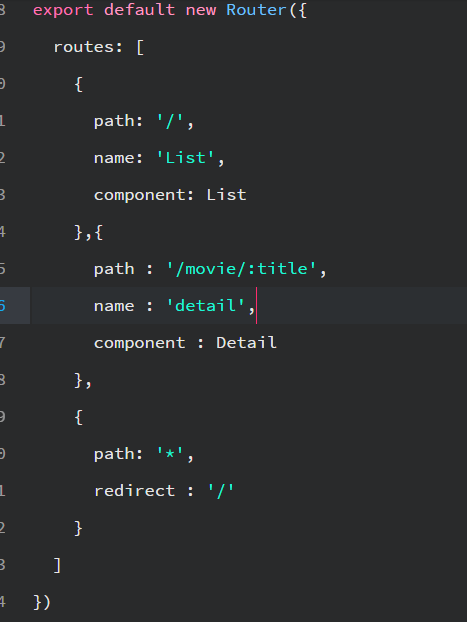 8 export default new Router({
9 routes: [
0 {
1 path: '/',
2 name: 'List',
3 component: List
4 },{
5 path : '/movie/:title',
6 name : 'detail',
7 component : Detail
8 },
9 {
0 path: '*',
1 redirect : '/'
2 }
3 ]
4 })